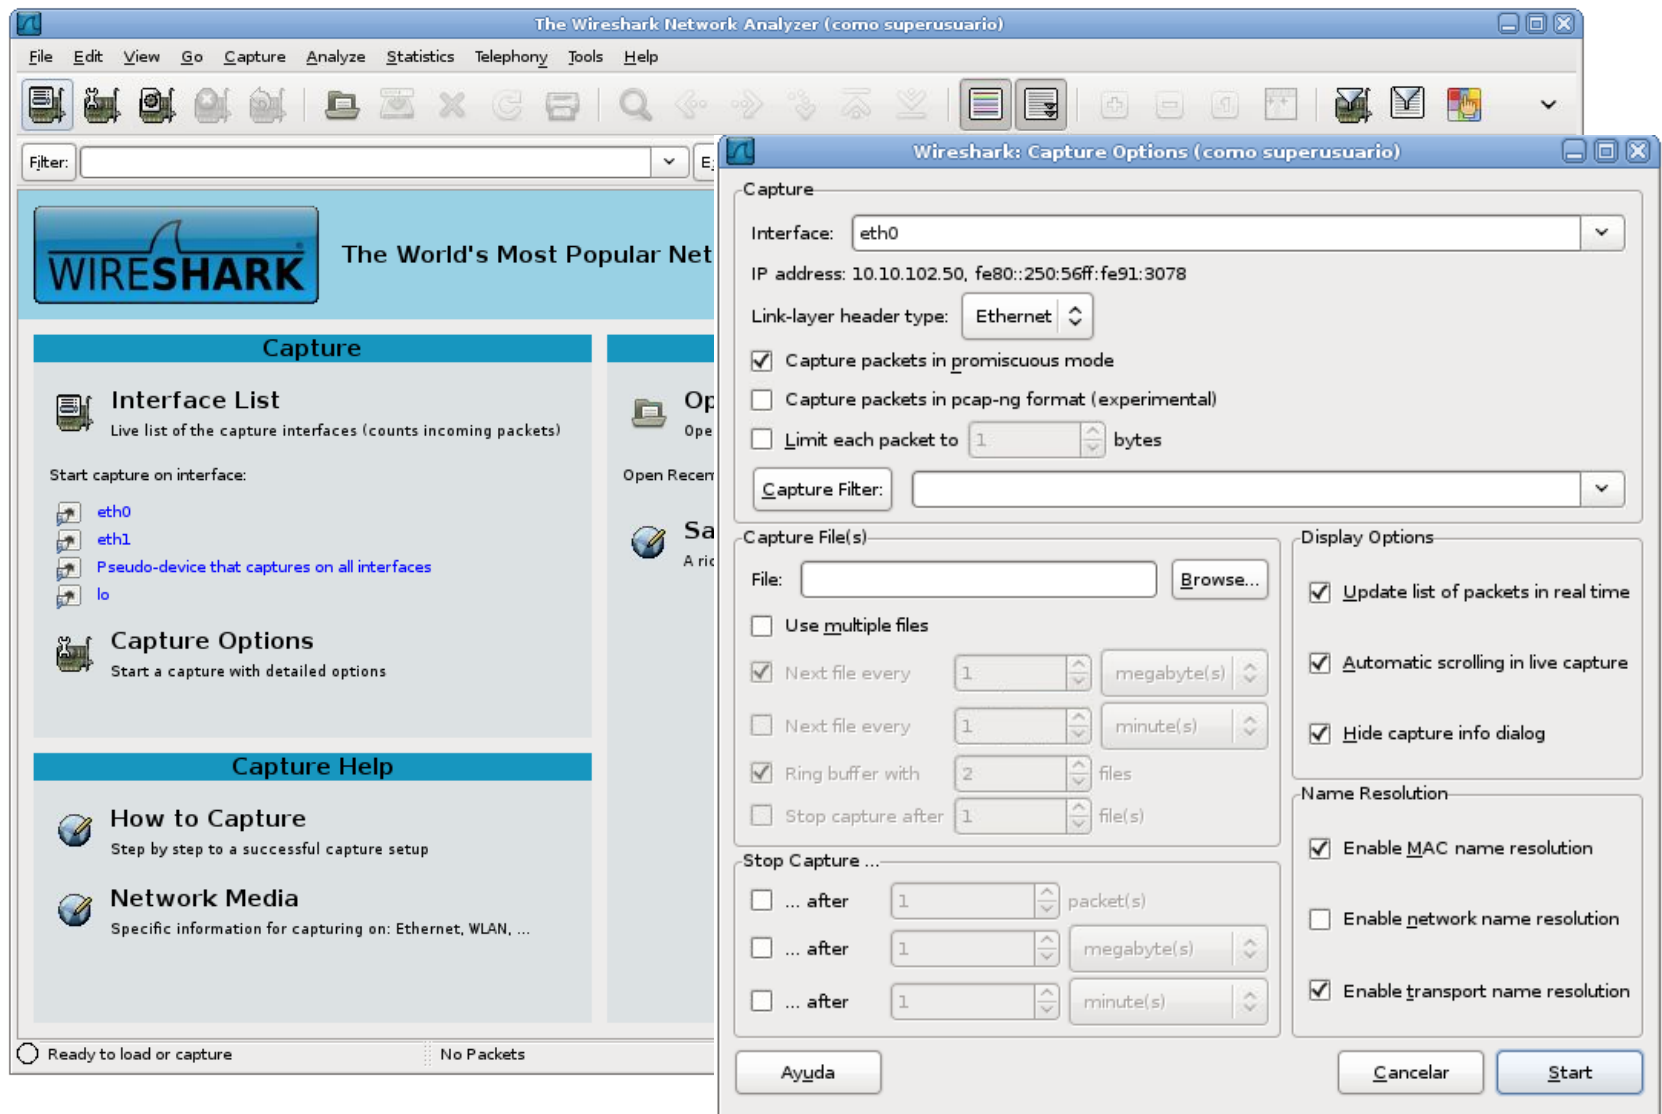 The Wireshark Network Analyzer (como superusuario)
File Edit View Go Capture Analyze Statistics Telephony Tools Help
Filter:
WIRESHARK
The World's Most Popular Net
Capture
Interface List
Live list of the capture interfaces (counts incoming packets)
Start capture on interface:
eth0
eth1
Pseudo-device that captures on all interfaces
lo
Capture Options
Start a capture with detailed options
Capture Help
How to Capture
Step by step to a successful capture setup
Network Media
Specific information for capturing on: Ethernet, WLAN, ...
Op
Ope
Open Recen
Sa
A ric
Ready to load or capture
No Packets
Wireshark: Capture Options (como superusuario)
Capture
Interface: eth0
IP address: 10.10.102.50, fe80::250:56ff:fe91:3078
Link-layer header type: Ethernet
Capture packets in promiscuous mode
Capture packets in pcap-ng format (experimental)
Limit each packet to 1 bytes
Capture Filter:
Capture File(s)
File: Browse...
Use multiple files
Next file every 1 megabyte(s)
Next file every 1 minute(s)
Ring buffer with 2 files
Stop capture after 1 file(s)
Stop Capture ...
... after 1 packet(s)
... after 1 megabyte(s)
... after 1 minute(s)
Display Options
Update list of packets in real time
Automatic scrolling in live capture
Hide capture info dialog
Name Resolution
Enable MAC name resolution
Enable network name resolution
Enable transport name resolution
Ayuda Cancelar Start